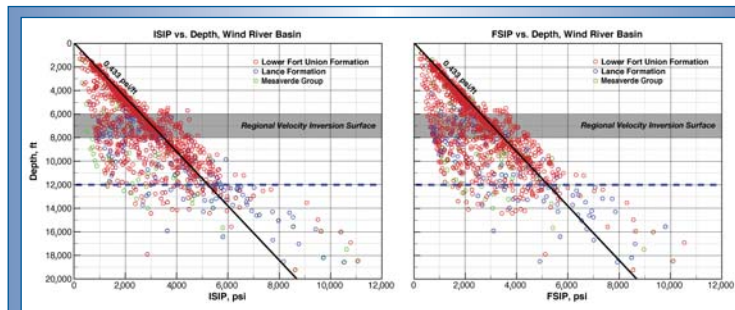 ISIP vs. Depth, Wind River Basin
0
2,000
4,000
6,000
8,000
10,000
12,000
14,000
16,000
18,000
20,000
Depth, ft
0.433 psi/ft
Lower Fort Union Formation
Lance Formation
Mesaverde Group
Regional Velocity Inversion Surface
0 2,000 4,000 6,000 8,000 10,000 12,000
ISIP, psi
FSIP vs. Depth, Wind River Basin
0.433 psi/ft
Lower Fort Union Formation
Lance Formation
Mesaverde Group
Regional Velocity Inversion Surface
0 2,000 4,000 6,000 8,000 10,000 12,000
FSIP, psi